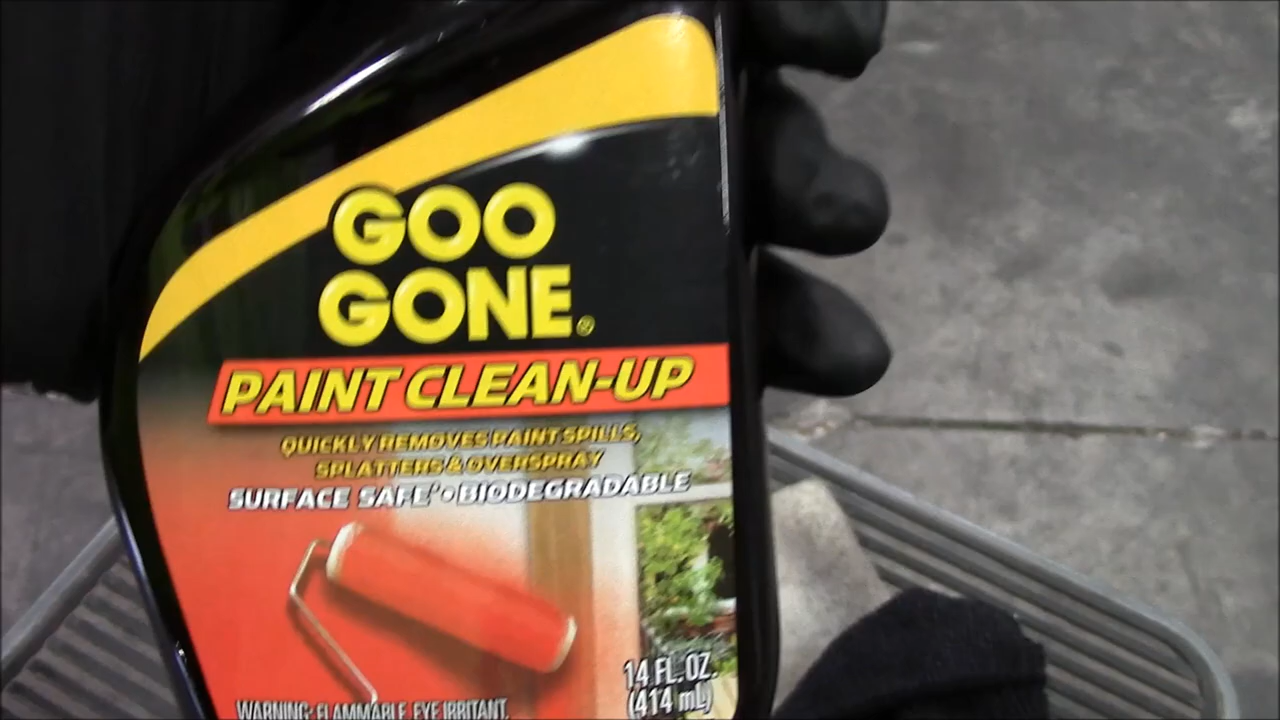 GOO
GONE®
PAINT CLEAN-UP
QUICKLY REMOVES PAINT SPILLS,
SPLATTERS & OVERSPRAY
SURFACE SAFE*•BIODEGRADABLE
14 FL. OZ.
(414 mL)
WARNING: FLAMMABLE. EYE IRRITANT.